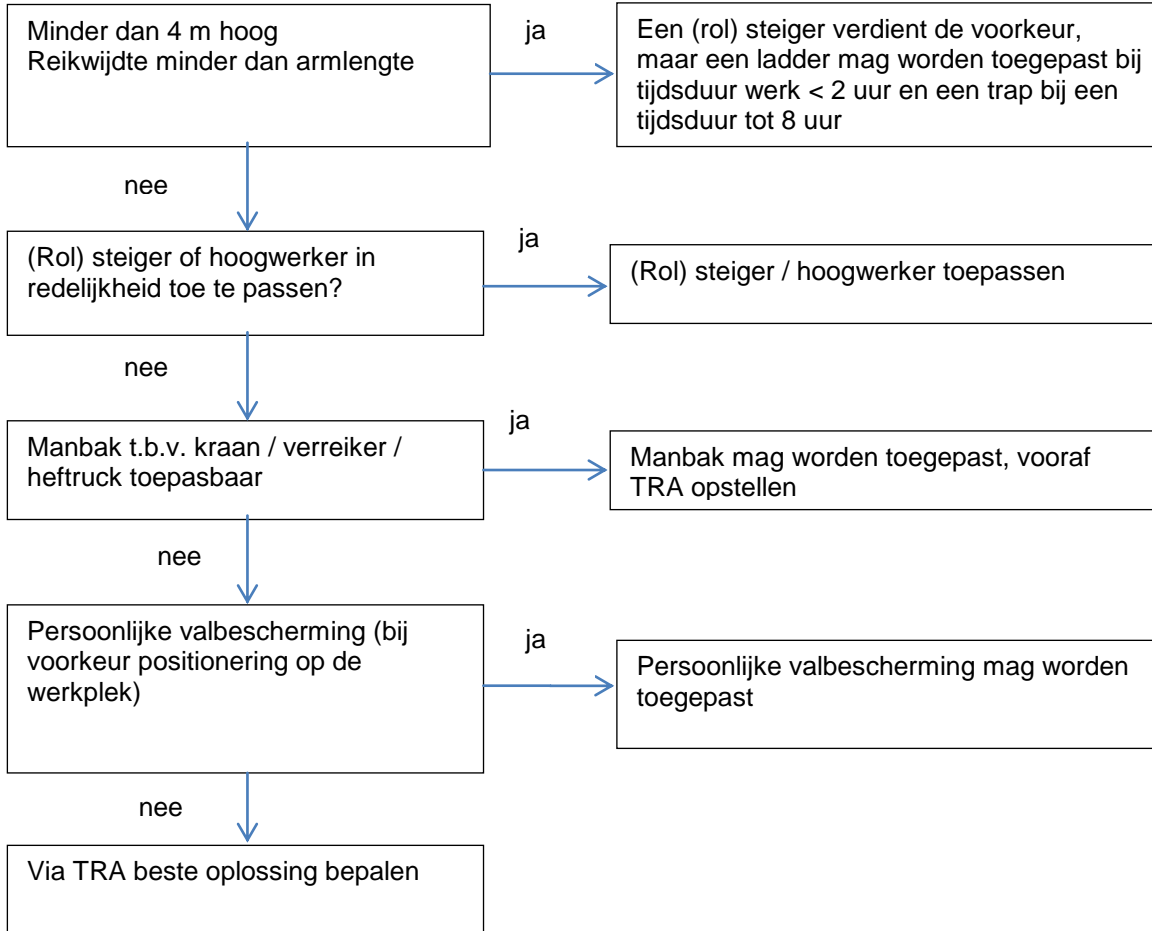 Minder dan 4 m hoog
Reikwijdte minder dan armlengte
ja
Een (rol) steiger verdient de voorkeur,
maar een ladder mag worden toegepast bij
tijdsduur werk < 2 uur en een trap bij een
tijdsduur tot 8 uur
nee
(Rol) steiger of hoogwerker in
redelijkheid toe te passen?
ja
(Rol) steiger / hoogwerker toepassen
nee
Manbak t.b.v. kraan / verreiker /
heftruck toepasbaar
ja
Manbak mag worden toegepast, vooraf
TRA opstellen
nee
Persoonlijke valbescherming (bij
voorkeur positionering op de
werkplek)
ja
Persoonlijke valbescherming mag worden
toegepast
nee
Via TRA beste oplossing bepalen